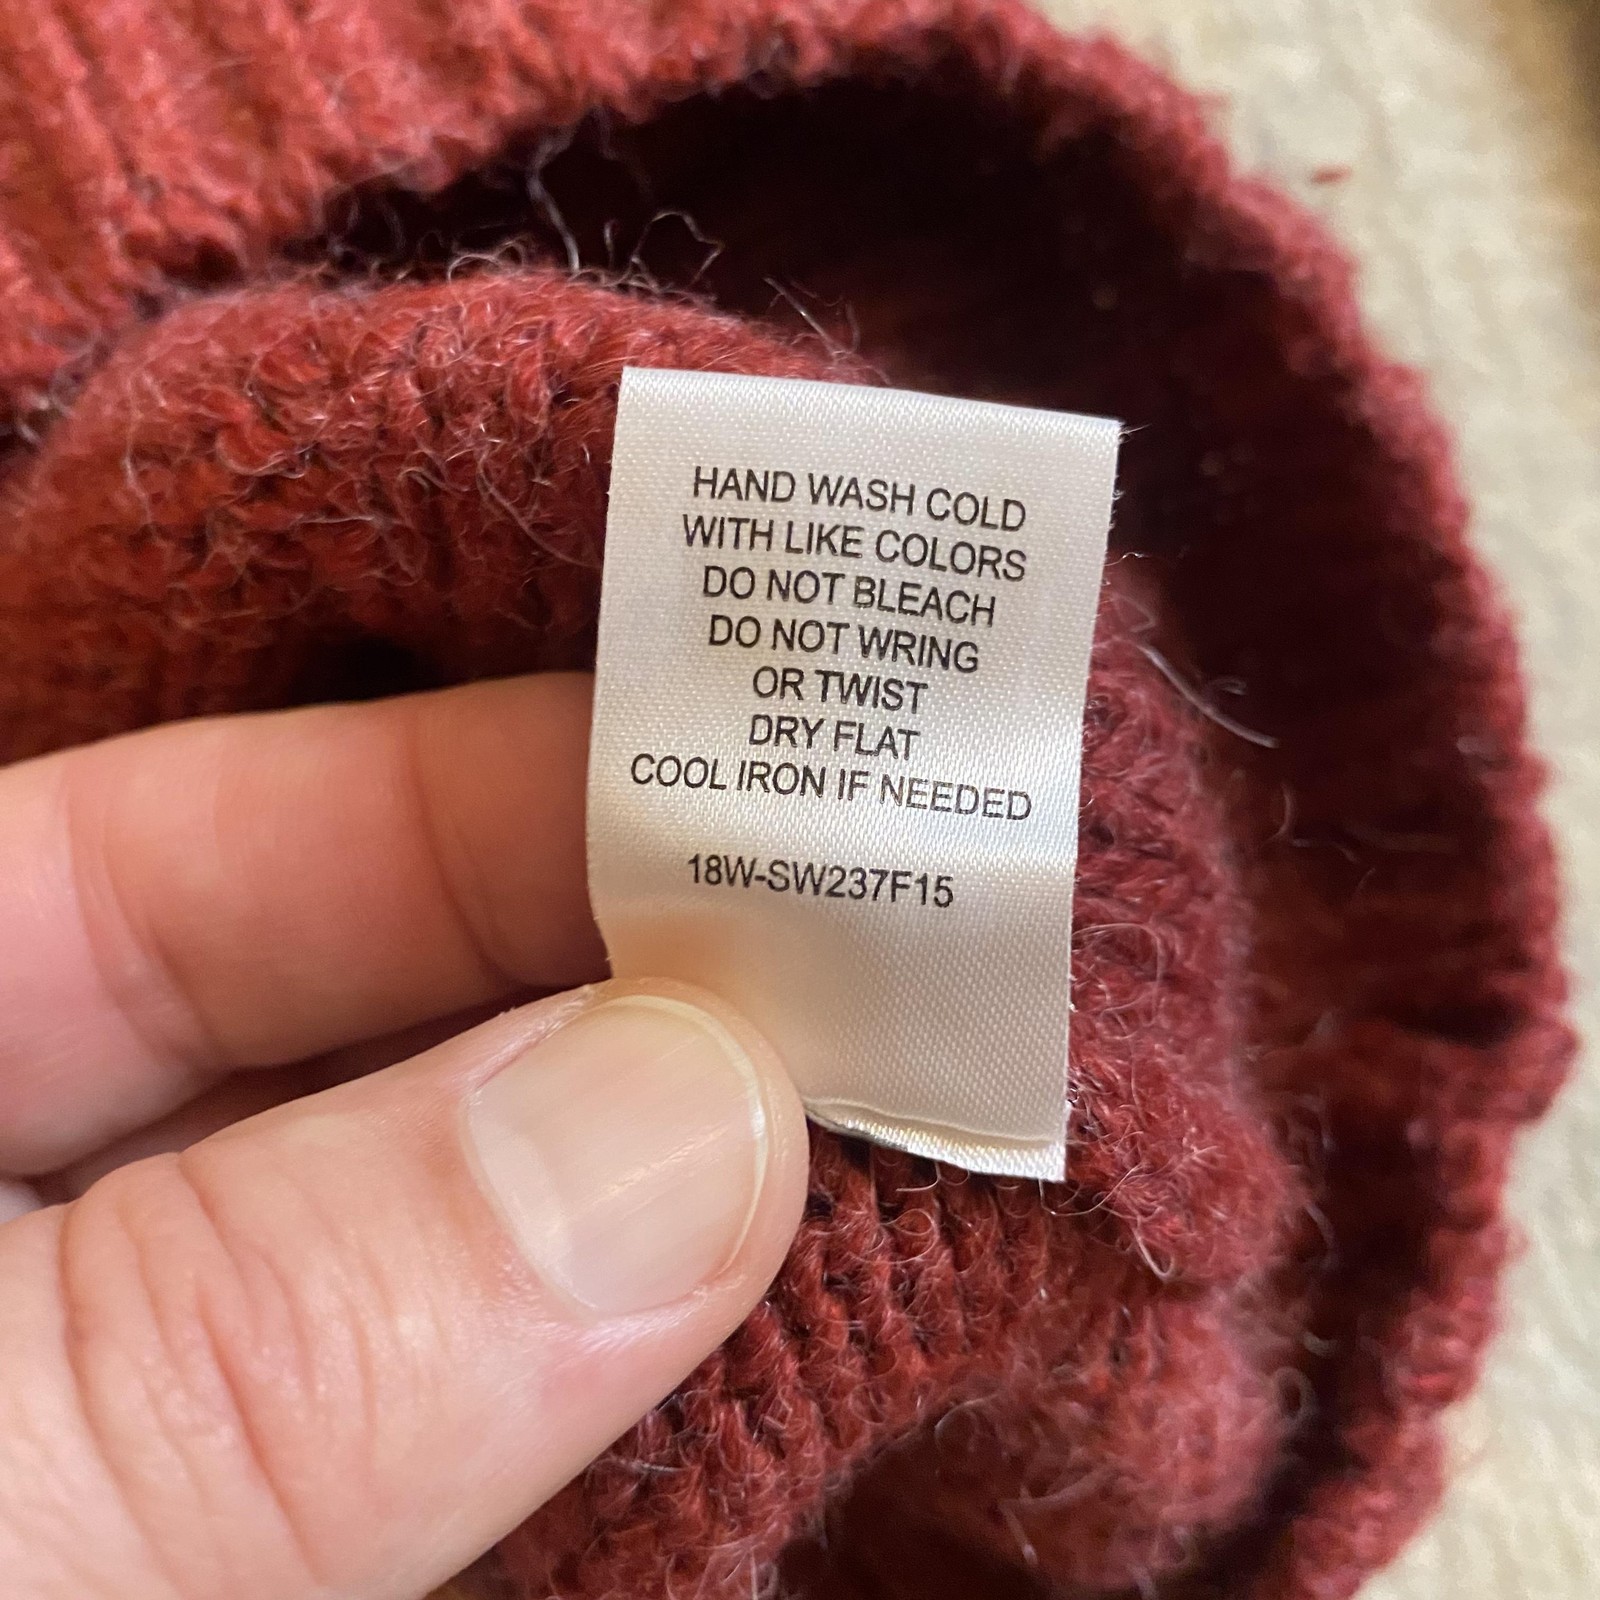 HAND WASH COLD
WITH LIKE COLORS
DO NOT BLEACH
DO NOT WRING
OR TWIST
DRY FLAT
COOL IRON IF NEEDED
18W-SW237F15